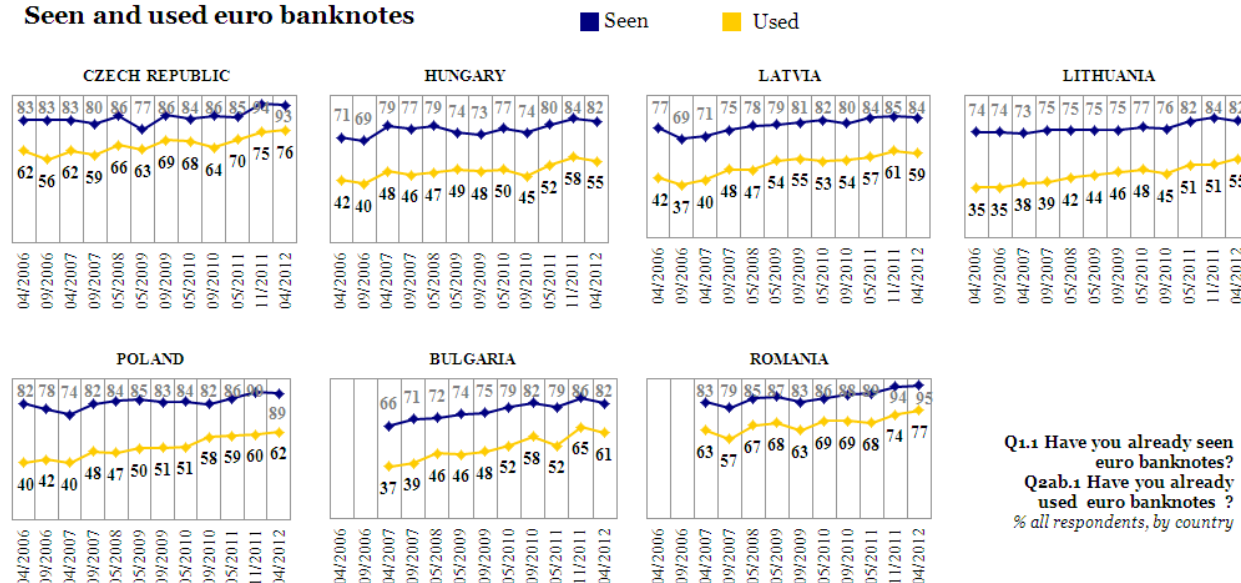 Seen and used euro banknotes
Seen
Used
CZECH REPUBLIC
83 83 83 80 86 77 86 84 86 85 94 93
62 56 62 59 66 63 69 68 64 70 75 76
04/2006 09/2006 04/2007 09/2007 05/2008 05/2009 09/2009 05/2010 09/2010 05/2011 11/2011 04/2012
HUNGARY
71 69 79 77 79 74 73 77 74 80 84 82
42 40 48 46 47 49 48 50 45 52 58 55
04/2006 09/2006 04/2007 09/2007 05/2008 05/2009 09/2009 05/2010 09/2010 05/2011 11/2011 04/2012
LATVIA
77 69 71 75 78 79 81 82 80 84 85 84
42 37 40 48 47 54 55 53 54 57 61 59
04/2006 09/2006 04/2007 09/2007 05/2008 05/2009 09/2009 05/2010 09/2010 05/2011 11/2011 04/2012
LITHUANIA
74 74 73 75 75 75 75 77 76 82 84 82
35 35 38 39 42 44 46 48 45 51 51 55
04/2006 09/2006 04/2007 09/2007 05/2008 05/2009 09/2009 05/2010 09/2010 05/2011 11/2011 04/2012
POLAND
82 78 74 82 84 85 83 84 82 86 90 89
40 42 40 48 47 50 51 51 58 59 60 62
04/2006 09/2006 04/2007 09/2007 05/2008 05/2009 09/2009 05/2010 09/2010 05/2011 11/2011 04/2012
BULGARIA
66 71 72 74 75 79 82 79 86 82
37 39 46 46 48 52 58 52 65 61
04/2006 09/2006 04/2007 09/2007 05/2008 05/2009 09/2009 05/2010 09/2010 05/2011 11/2011 04/2012
ROMANIA
83 79 85 87 83 86 88 89 94 95
63 57 67 68 63 69 69 68 74 77
04/2006 09/2006 04/2007 09/2007 05/2008 05/2009 09/2009 05/2010 09/2010 05/2011 11/2011 04/2012
Q1.1 Have you already seen
euro banknotes?
Q2ab.1 Have you already
used euro banknotes ?
% all respondents, by country